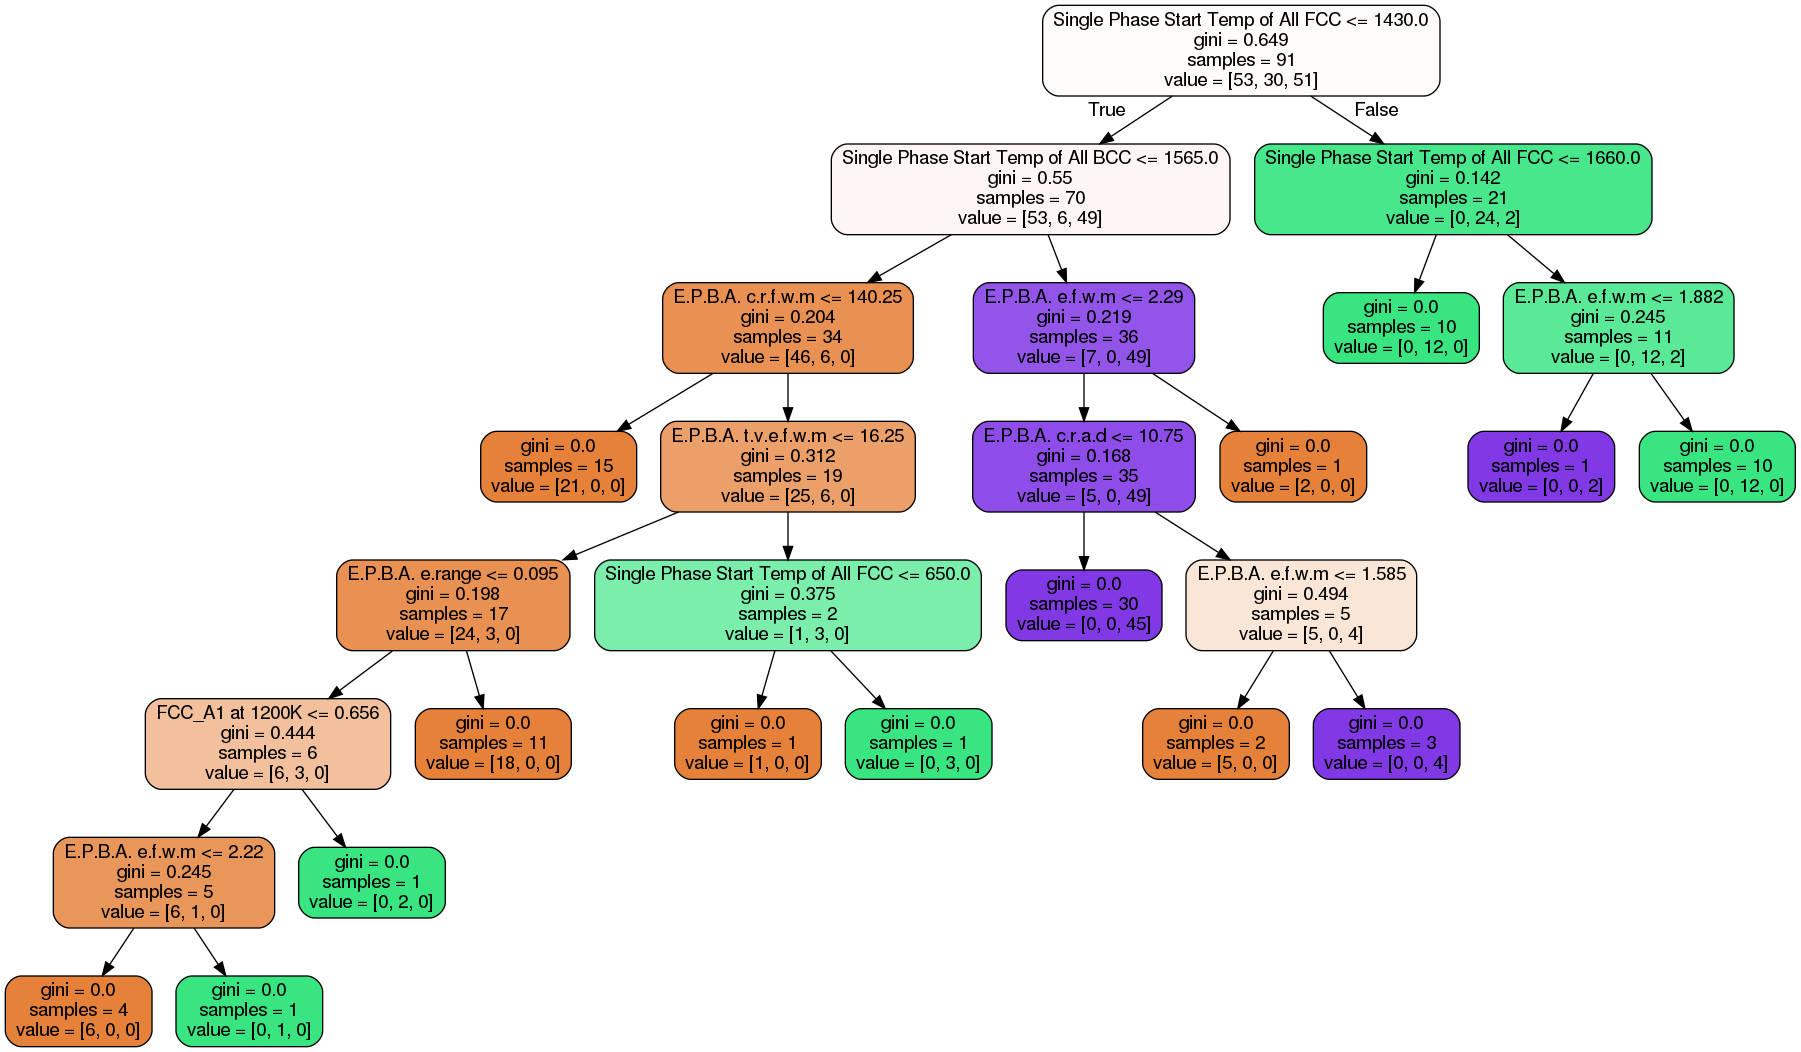 Single Phase Start Temp of All FCC <= 1430.0
gini = 0.649
samples = 91
value = [53, 30, 51]
True
False
Single Phase Start Temp of All BCC <= 1565.0
gini = 0.55
samples = 70
value = [53, 6, 49]
Single Phase Start Temp of All FCC <= 1660.0
gini = 0.142
samples = 21
value = [0, 24, 2]
E.P.B.A. c.r.f.w.m <= 140.25
gini = 0.204
samples = 34
value = [46, 6, 0]
E.P.B.A. e.f.w.m <= 2.29
gini = 0.219
samples = 36
value = [7, 0, 49]
gini = 0.0
samples = 10
value = [0, 12, 0]
E.P.B.A. e.f.w.m <= 1.882
gini = 0.245
samples = 11
value = [0, 12, 2]
gini = 0.0
samples = 15
value = [21, 0, 0]
E.P.B.A. t.v.e.f.w.m <= 16.25
gini = 0.312
samples = 19
value = [25, 6, 0]
E.P.B.A. c.r.a.d <= 10.75
gini = 0.168
samples = 35
value = [5, 0, 49]
gini = 0.0
samples = 1
value = [2, 0, 0]
gini = 0.0
samples = 1
value = [0, 0, 2]
gini = 0.0
samples = 10
value = [0, 12, 0]
E.P.B.A. e.range <= 0.095
gini = 0.198
samples = 17
value = [24, 3, 0]
Single Phase Start Temp of All FCC <= 650.0
gini = 0.375
samples = 2
value = [1, 3, 0]
gini = 0.0
samples = 30
value = [0, 0, 45]
E.P.B.A. e.f.w.m <= 1.585
gini = 0.494
samples = 5
value = [5, 0, 4]
FCC_A1 at 1200K <= 0.656
gini = 0.444
samples = 6
value = [6, 3, 0]
gini = 0.0
samples = 11
value = [18, 0, 0]
gini = 0.0
samples = 1
value = [1, 0, 0]
gini = 0.0
samples = 1
value = [0, 3, 0]
gini = 0.0
samples = 2
value = [5, 0, 0]
gini = 0.0
samples = 3
value = [0, 0, 4]
E.P.B.A. e.f.w.m <= 2.22
gini = 0.245
samples = 5
value = [6, 1, 0]
gini = 0.0
samples = 1
value = [0, 2, 0]
gini = 0.0
samples = 4
value = [6, 0, 0]
gini = 0.0
samples = 1
value = [0, 1, 0]